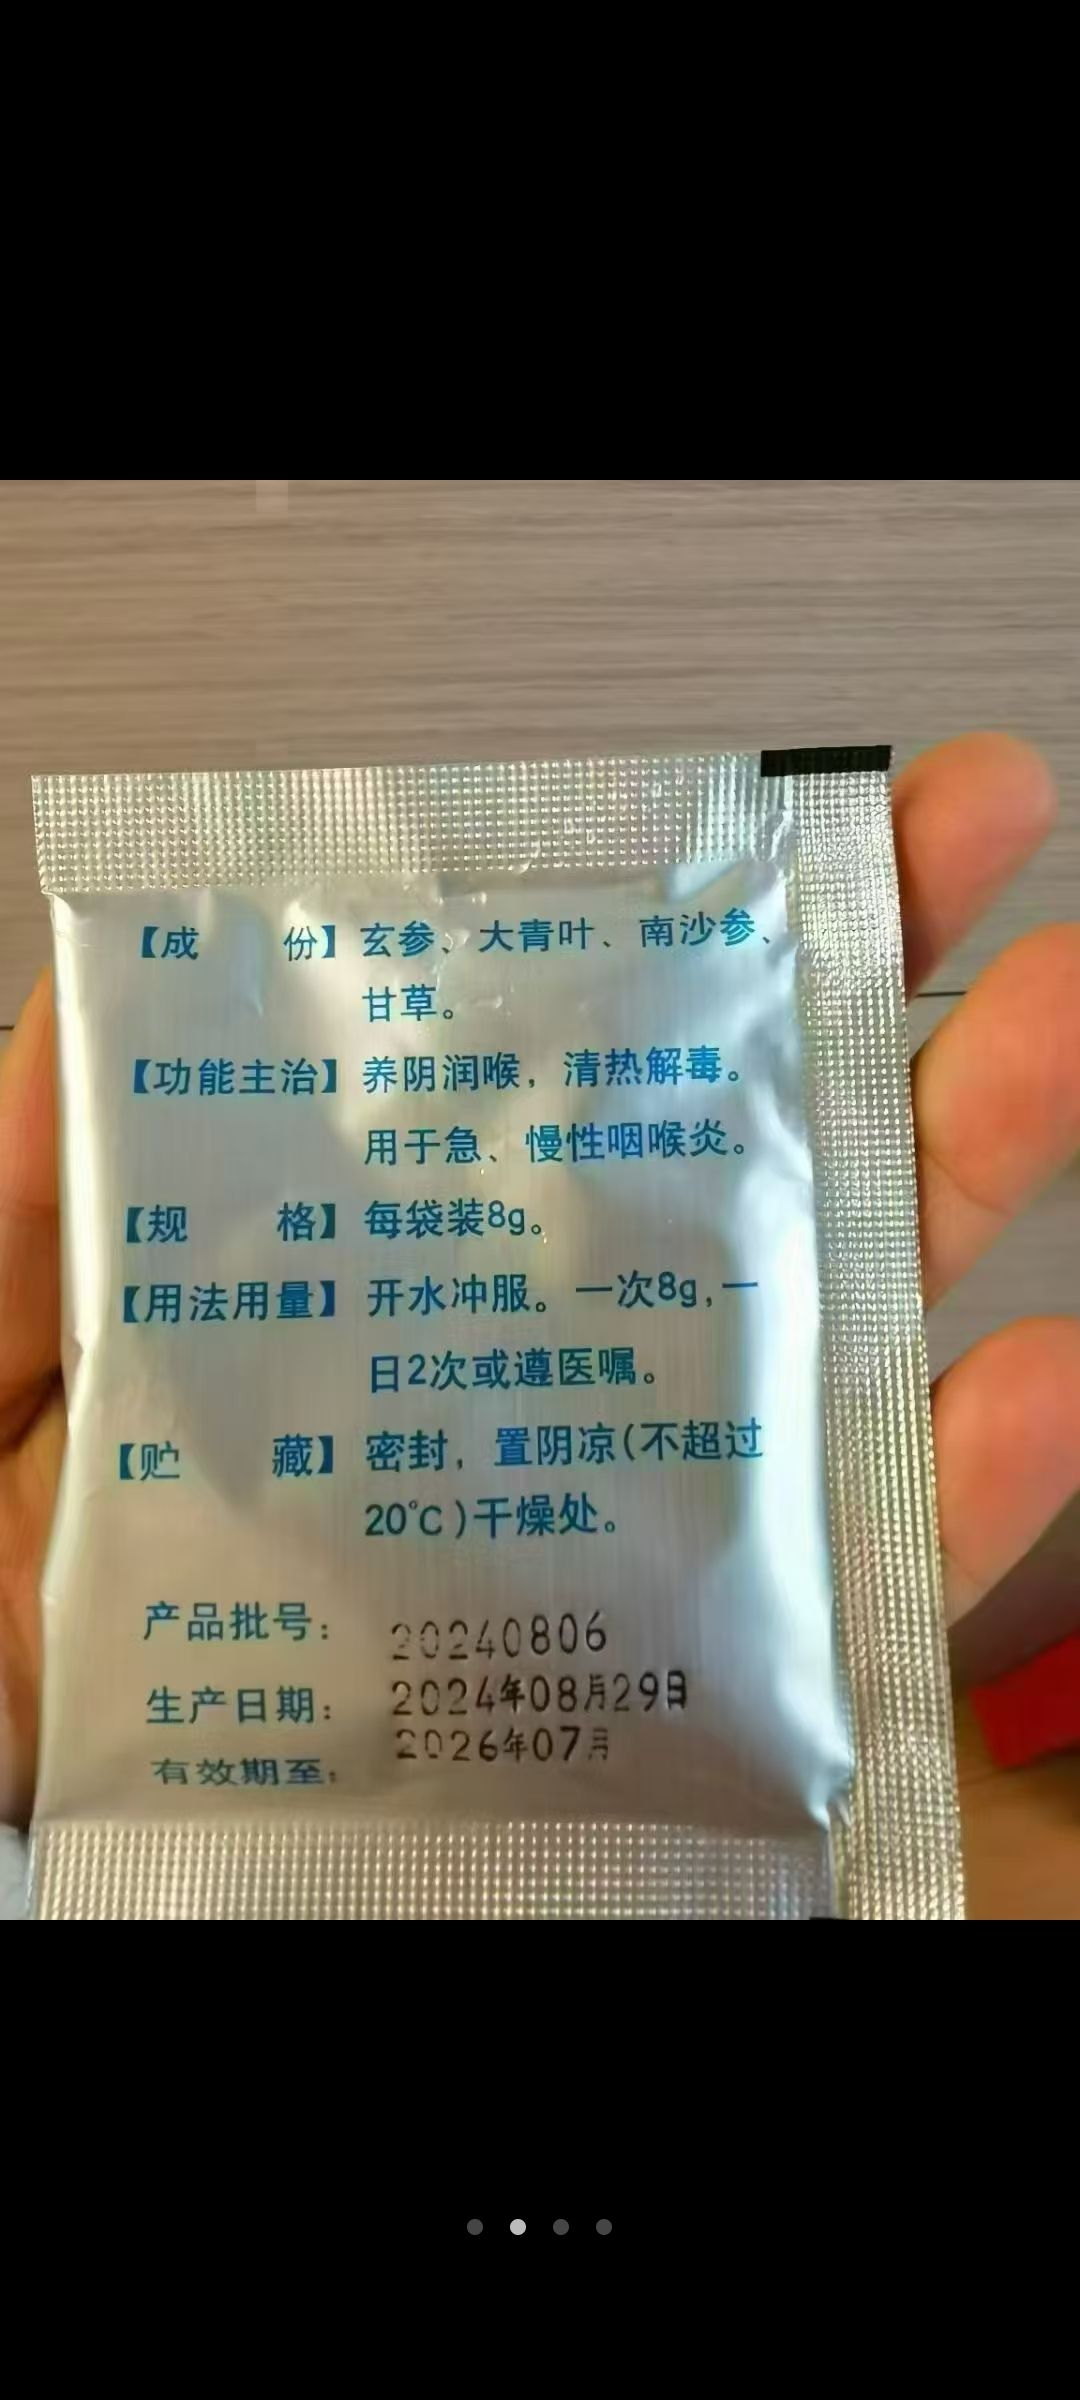 【成 份】玄参、大青叶、南沙参、
甘草。
【功能主治】养阴润喉，清热解毒。
用于急、慢性咽喉炎。
【规 格】每袋装8g。
【用法用量】开水冲服。一次8g,一
日2次或遵医嘱。
【贮 藏】密封，置阴凉(不超过
20℃)干燥处。
产品批号：20240806
生产日期：2024年08月29日
有效期至：2026年07月